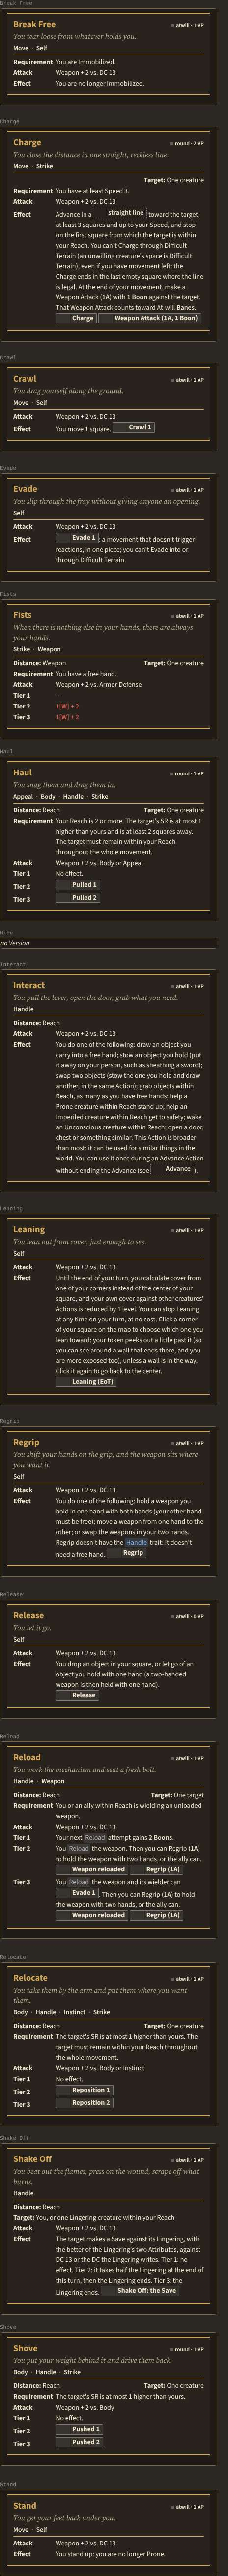 Break Free
Break Free
atwill · 1 AP
You tear loose from whatever holds you.
Move · Self
Requirement You are Immobilized.
Attack Weapon + 2 vs. DC 13
Effect You are no longer Immobilized.
Charge
Charge
round · 2 AP
You close the distance in one straight, reckless line.
Move · Strike
Target: One creature
Requirement You have at least Speed 3.
Attack Weapon + 2 vs. DC 13
Effect Advance in a straight line toward the target,
at least 3 squares and up to your Speed, and stop
on the first square from which the target is within
your Reach. You can't Charge through Difficult
Terrain (an unwilling creature's space is Difficult
Terrain), even if you have movement left: the
Charge ends in the last empty square where the line
is legal. At the end of your movement, make a
Weapon Attack (1A) with 1 Boon against the target.
That Weapon Attack counts toward At-will Banes.
Charge Weapon Attack (1A, 1 Boon)
Crawl
Crawl
atwill · 1 AP
You drag yourself along the ground.
Move · Self
Attack Weapon + 2 vs. DC 13
Effect You move 1 square. Crawl 1
Evade
Evade
atwill · 1 AP
You slip through the fray without giving anyone an opening.
Self
Attack Weapon + 2 vs. DC 13
Effect Evade 1: a movement that doesn't trigger
reactions, in one piece; you can't Evade into or
through Difficult Terrain.
Fists
Fists
atwill · 1 AP
When there is nothing else in your hands, there are always
your hands.
Strike · Weapon
Distance: Weapon Target: One creature
Requirement You have a free hand.
Attack Weapon + 2 vs. Armor Defense
Tier 1 —
Tier 2 1[W] + 2
Tier 3 1[W] + 2
Haul
Haul
round · 1 AP
You snag them and drag them in.
Appeal · Body · Handle · Strike
Distance: Reach Target: One creature
Requirement Your Reach is 2 or more. The target's SR is at most 1
higher than yours and is at least 2 squares away.
The target must remain within your Reach
throughout the whole movement.
Attack Weapon + 2 vs. Body or Appeal
Tier 1 No effect.
Tier 2 Pulled 1
Tier 3 Pulled 2
Hide
no Version
Interact
Interact
atwill · 1 AP
You pull the lever, open the door, grab what you need.
Handle
Distance: Reach
Attack Weapon + 2 vs. DC 13
Effect You do one of the following: draw an object you
carry into a free hand; stow an object you hold (put
it away on your person, such as sheathing a sword);
swap two objects (stow the one you hold and draw
another, in the same Action); grab objects within
Reach, as many as you have free hands; help a
Prone creature within Reach stand up; help an
Imperiled creature within Reach get to safety; wake
an Unconscious creature within Reach; open a door,
chest or something similar. This Action is broader
than most: it can be used for similar things in the
world. You can use it once during an Advance Action
without ending the Advance (see Advance).
Leaning
Leaning
atwill · 1 AP
You lean out from cover, just enough to see.
Self
Attack Weapon + 2 vs. DC 13
Effect Until the end of your turn, you calculate cover from
one of your corners instead of the center of your
square, and your own cover against other creatures'
Actions is reduced by 1 level. You can stop Leaning
at any time on your turn, at no cost. Click a corner
of your square on the map to choose which one you
lean toward: your token peeks out a little past it (so
you can see around a wall that ends there, and you
are more exposed too), unless a wall is in the way.
Click it again to go back to the center.
Leaning (EoT)
Regrip
Regrip
atwill · 1 AP
You shift your hands on the grip, and the weapon sits where
you want it.
Self
Attack Weapon + 2 vs. DC 13
Effect You do one of the following: hold a weapon you
hold in one hand with both hands (your other hand
must be free); move a weapon from one hand to the
other; or swap the weapons in your two hands.
Regrip doesn't have the Handle trait: it doesn't
need a free hand. Regrip
Release
Release
atwill · 0 AP
You let it go.
Self
Attack Weapon + 2 vs. DC 13
Effect You drop an object in your square, or let go of an
object you hold with one hand (a two-handed
weapon is then held with one hand).
Release
Reload
Reload
atwill · 1 AP
You work the mechanism and seat a fresh bolt.
Handle · Weapon
Distance: Reach Target: One target
Requirement You or an ally within Reach is wielding an unloaded
weapon.
Attack Weapon + 2 vs. DC 13
Tier 1 Your next Reload attempt gains 2 Boons.
Tier 2 You Reload the weapon. Then you can Regrip (1A)
to hold the weapon with two hands, or the ally can.
Weapon reloaded Regrip (1A)
Tier 3 You Reload the weapon and its wielder can
Evade 1. Then you can Regrip (1A) to hold
the weapon with two hands, or the ally can.
Weapon reloaded Regrip (1A)
Relocate
Relocate
atwill · 1 AP
You take them by the arm and put them where you want
them.
Body · Handle · Instinct · Strike
Distance: Reach Target: One creature
Requirement The target's SR is at most 1 higher than yours. The
target must remain within your Reach throughout
the whole movement.
Attack Weapon + 2 vs. Body or Instinct
Tier 1 No effect.
Tier 2 Reposition 1
Tier 3 Reposition 2
Shake Off
Shake Off
atwill · 1 AP
You beat out the flames, press on the wound, scrape off what
burns.
Handle
Distance: Reach
Target: You, or one Lingering creature within your Reach
Attack Weapon + 2 vs. DC 13
Effect The target makes a Save against its Lingering, with
the better of the Lingering's two Attributes, against
DC 13 or the DC the Lingering writes. Tier 1: no
effect. Tier 2: it takes half the Lingering at the end of
this turn, then the Lingering ends. Tier 3: the
Lingering ends. Shake Off: the Save
Shove
Shove
round · 1 AP
You put your weight behind it and drive them back.
Body · Handle · Strike
Distance: Reach Target: One creature
Requirement The target's SR is at most 1 higher than yours.
Attack Weapon + 2 vs. Body
Tier 1 No effect.
Tier 2 Pushed 1
Tier 3 Pushed 2
Stand
Stand
atwill · 1 AP
You get your feet back under you.
Move · Self
Attack Weapon + 2 vs. DC 13
Effect You stand up: you are no longer Prone.